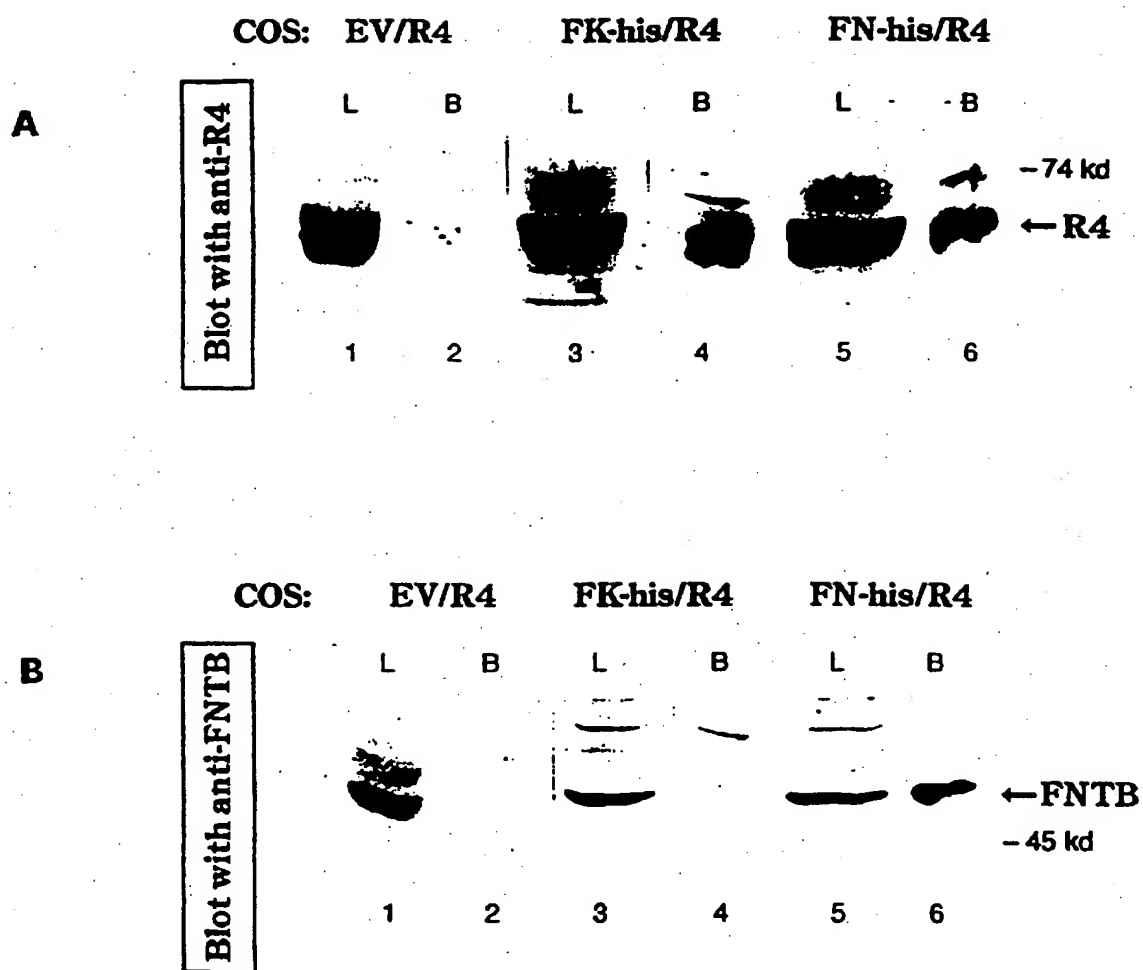 COS: EV/R4 FK-his/R4 FN-his/R4
A
Blot with anti-R4
L B L B L B
- 74 kd
←R4
1 2 3 4 5 6
COS: EV/R4 FK-his/R4 FN-his/R4
B
Blot with anti-FNTB
L B L B L B
←FNTB
- 45 kd
1 2 3 4 5 6